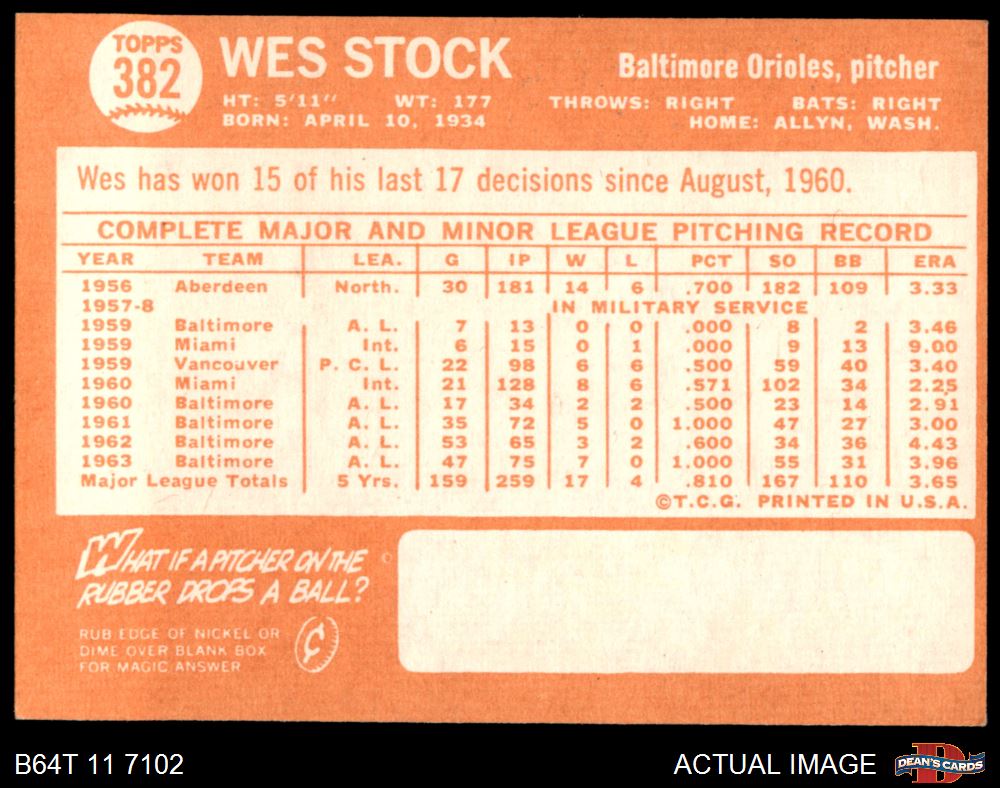 TOPPS
382
WES STOCK
Baltimore Orioles, pitcher
HT: 5'11" WT: 177 THROWS: RIGHT BATS: RIGHT
BORN: APRIL 10, 1934 HOME: ALLYN, WASH.
Wes has won 15 of his last 17 decisions since August, 1960.
COMPLETE MAJOR AND MINOR LEAGUE PITCHING RECORD
YEAR TEAM LEA. G IP W L PCT SO BB ERA
1956 Aberdeen North. 30 181 14 6 .700 182 109 3.33
1957-8 IN MILITARY SERVICE
1959 Baltimore A. L. 7 13 0 0 .000 8 2 3.46
1959 Miami Int. 6 15 0 1 .000 9 13 9.00
1959 Vancouver P. C. L. 22 98 6 6 .500 59 40 3.40
1960 Miami Int. 21 128 8 6 .571 102 34 2.25
1960 Baltimore A. L. 17 34 2 2 .500 23 14 2.91
1961 Baltimore A. L. 35 72 5 0 1.000 47 27 3.00
1962 Baltimore A. L. 53 65 3 2 .600 34 36 4.43
1963 Baltimore A. L. 47 75 7 0 1.000 55 31 3.96
Major League Totals 5 Yrs. 159 259 17 4 .810 167 110 3.65
©T.C.G. PRINTED IN U.S.A.
WHAT IF A PITCHER ON THE
RUBBER DROPS A BALL?
RUB EDGE OF NICKEL OR
DIME OVER BLANK BOX
FOR MAGIC ANSWER
¢
B64T 11 7102 ACTUAL IMAGE
D
DEAN'S CARDS